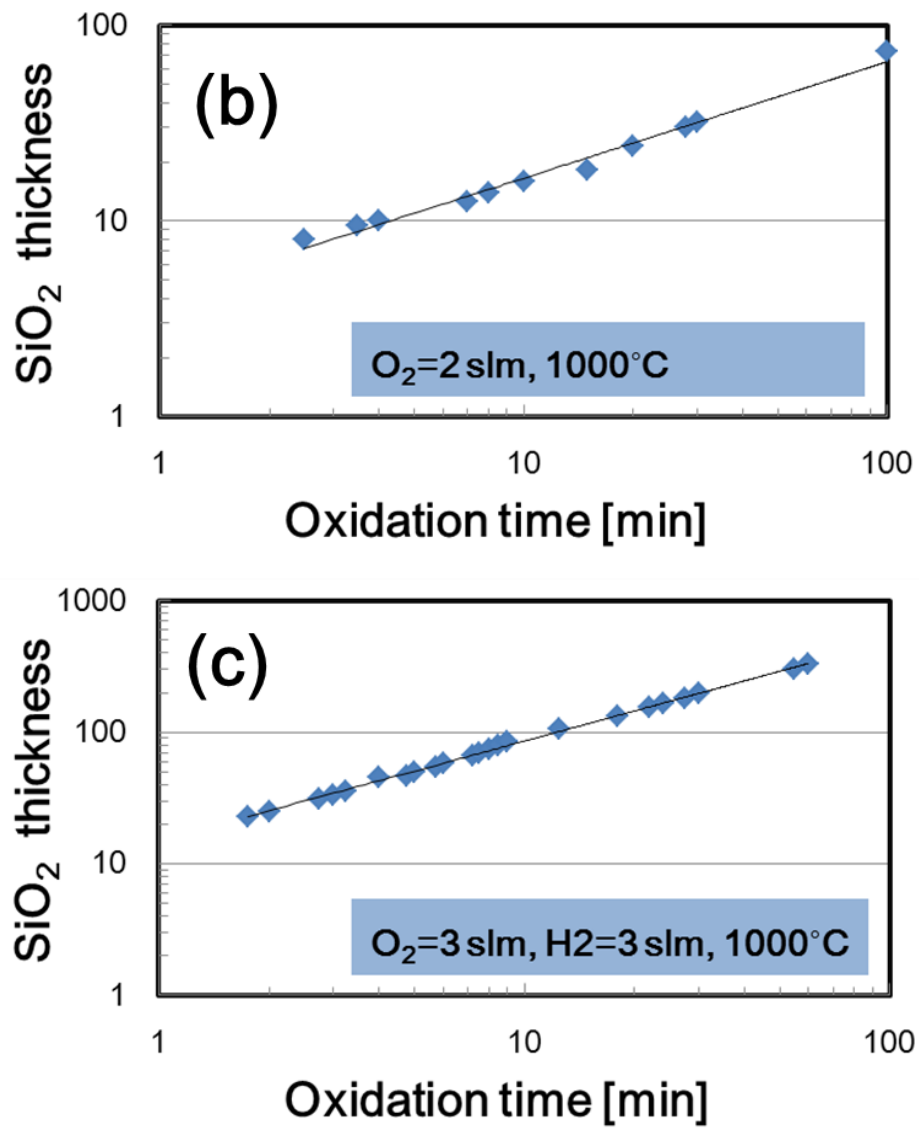 100
(b)
10
1
SiO₂ thickness
O₂=2 slm, 1000°C
1 10 100
Oxidation time [min]
1000
(c)
100
10
1
SiO₂ thickness
O₂=3 slm, H2=3 slm, 1000°C
1 10 100
Oxidation time [min]